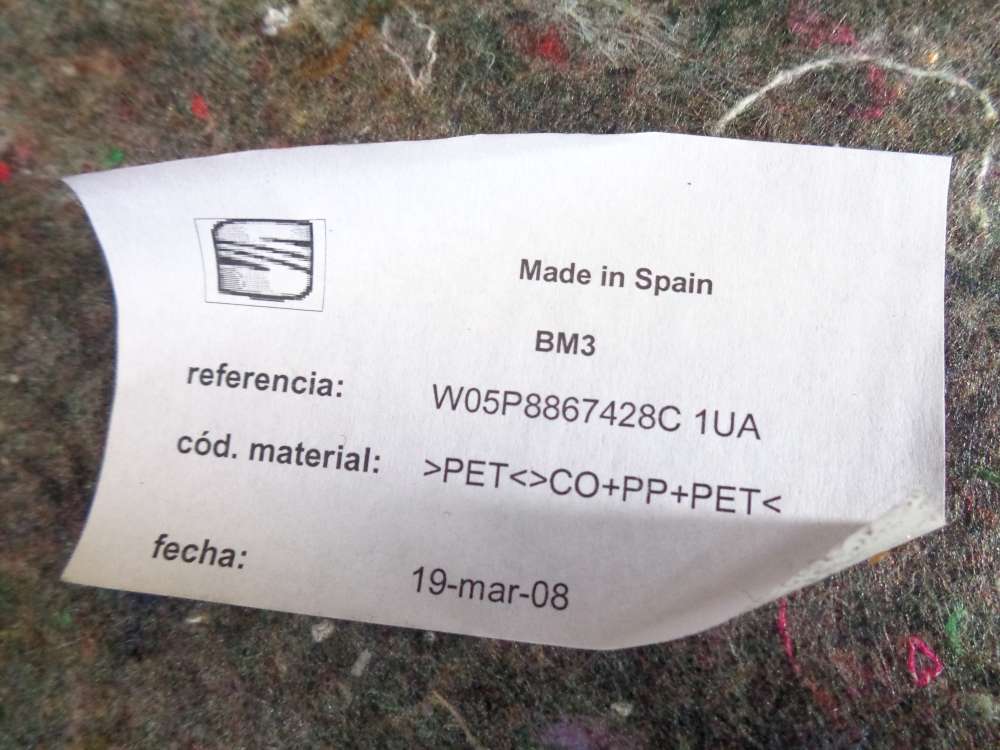 Made in Spain
BM3
referencia: W05P8867428C 1UA
cód. material: >PET<>CO+PP+PET<
fecha: 19-mar-08